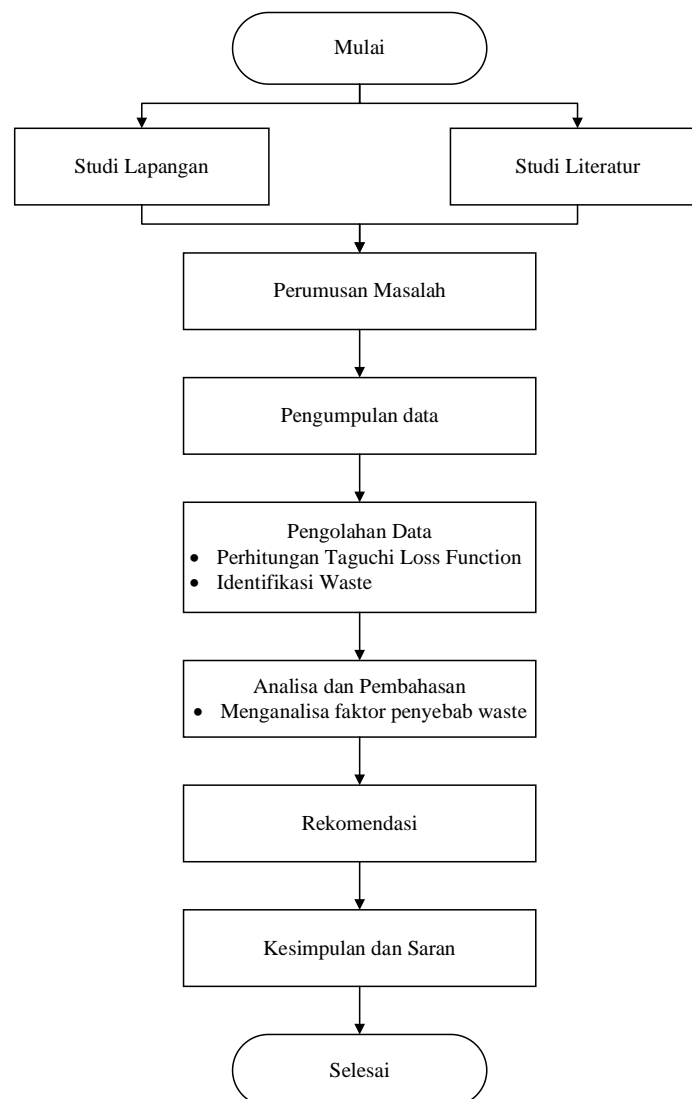 Mulai
Studi Lapangan
Studi Literatur
Perumusan Masalah
Pengumpulan data
Pengolahan Data
• Perhitungan Taguchi Loss Function
• Identifikasi Waste
Analisa dan Pembahasan
• Menganalisa faktor penyebab waste
Rekomendasi
Kesimpulan dan Saran
Selesai